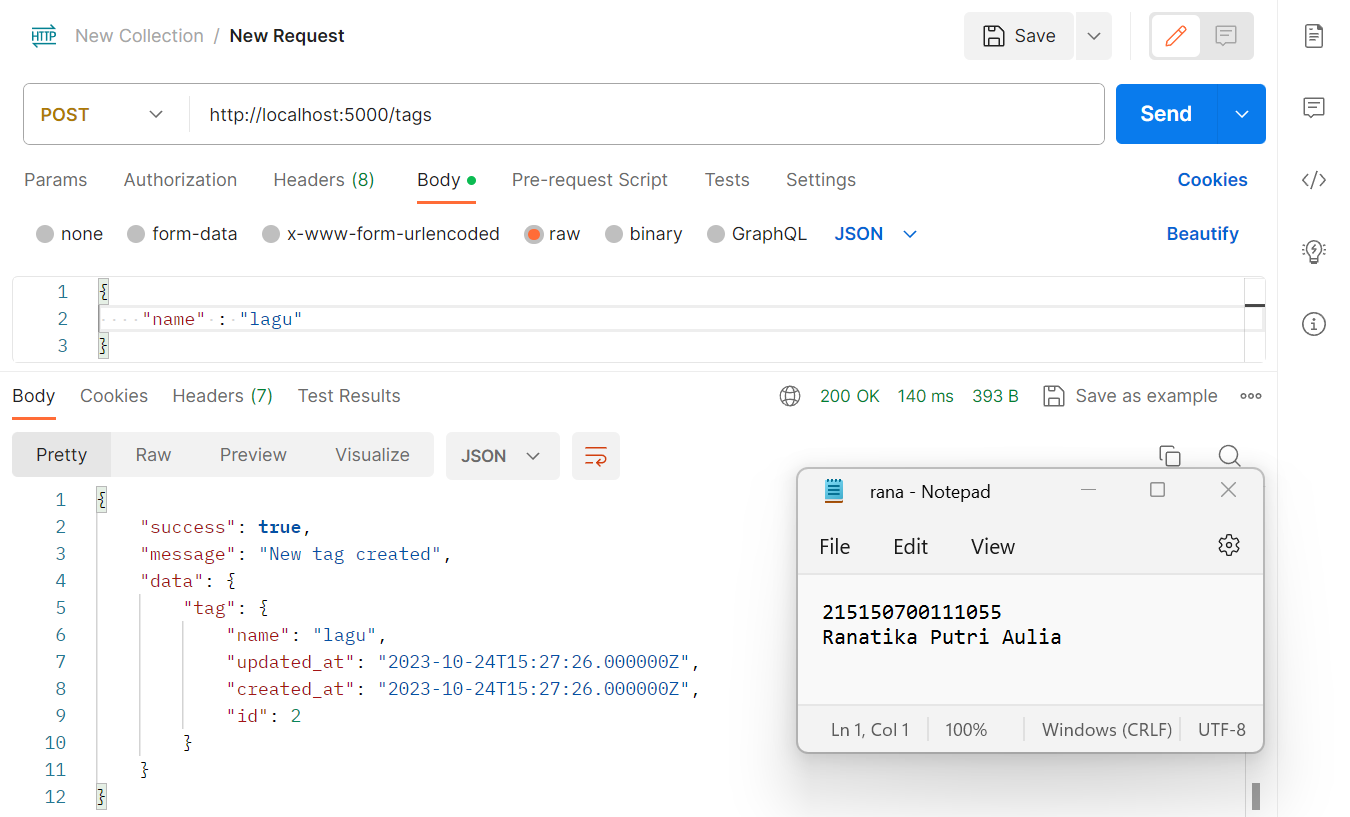 HTTP New Collection / New Request Save
POST http://localhost:5000/tags Send
Params Authorization Headers (8) Body Pre-request Script Tests Settings Cookies
none form-data x-www-form-urlencoded raw binary GraphQL JSON Beautify
1 {
2 "name" : "lagu"
3 }
Body Cookies Headers (7) Test Results 200 OK 140 ms 393 B Save as example
Pretty Raw Preview Visualize JSON
1 {
2 "success": true,
3 "message": "New tag created",
4 "data": {
5 "tag": {
6 "name": "lagu",
7 "updated_at": "2023-10-24T15:27:26.000000Z",
8 "created_at": "2023-10-24T15:27:26.000000Z",
9 "id": 2
10 }
11 }
12 }
rana - Notepad
File Edit View
215150700111055
Ranatika Putri Aulia
Ln 1, Col 1 100% Windows (CRLF) UTF-8